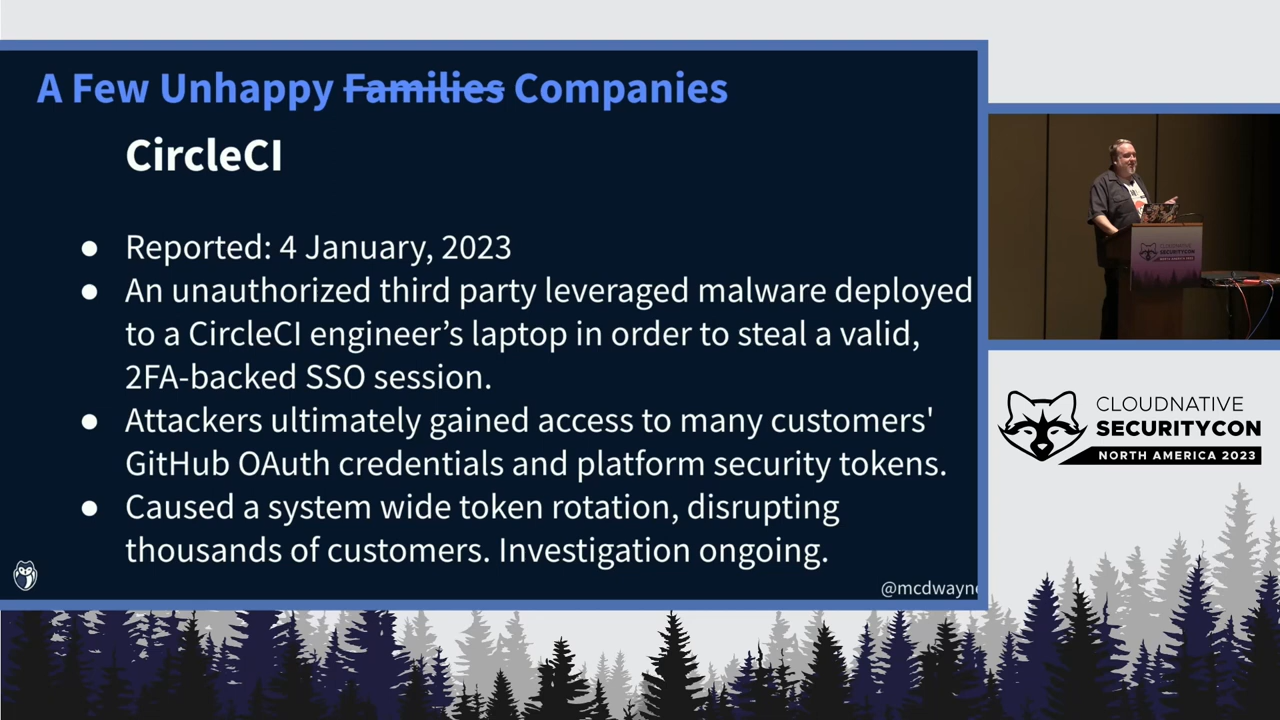 A Few Unhappy Families Companies
CircleCI
● Reported: 4 January, 2023
● An unauthorized third party leveraged malware deployed
to a CircleCI engineer’s laptop in order to steal a valid,
2FA-backed SSO session.
● Attackers ultimately gained access to many customers'
GitHub OAuth credentials and platform security tokens.
● Caused a system wide token rotation, disrupting
thousands of customers. Investigation ongoing.
@mcdwayn
CLOUDNATIVE
SECURITYCON
NORTH AMERICA 2023
CLOUDNATIVE
SECURITYCON